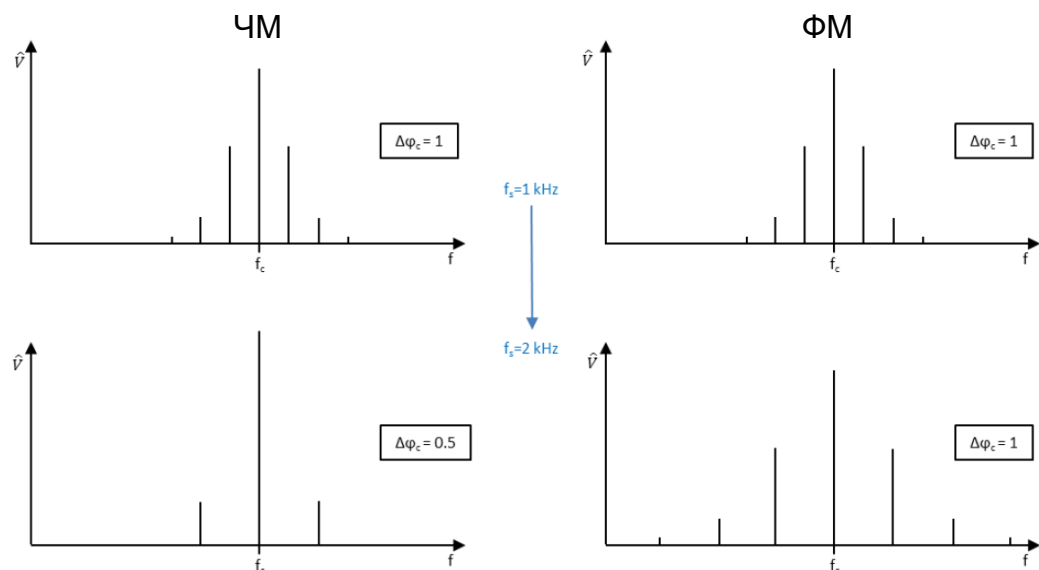 ЧМ
ФМ
V̂
Δφc = 1
fc
f
V̂
Δφc = 1
fc
f
fs=1 kHz
fs=2 kHz
V̂
Δφc = 0.5
fc
f
V̂
Δφc = 1
fc
f